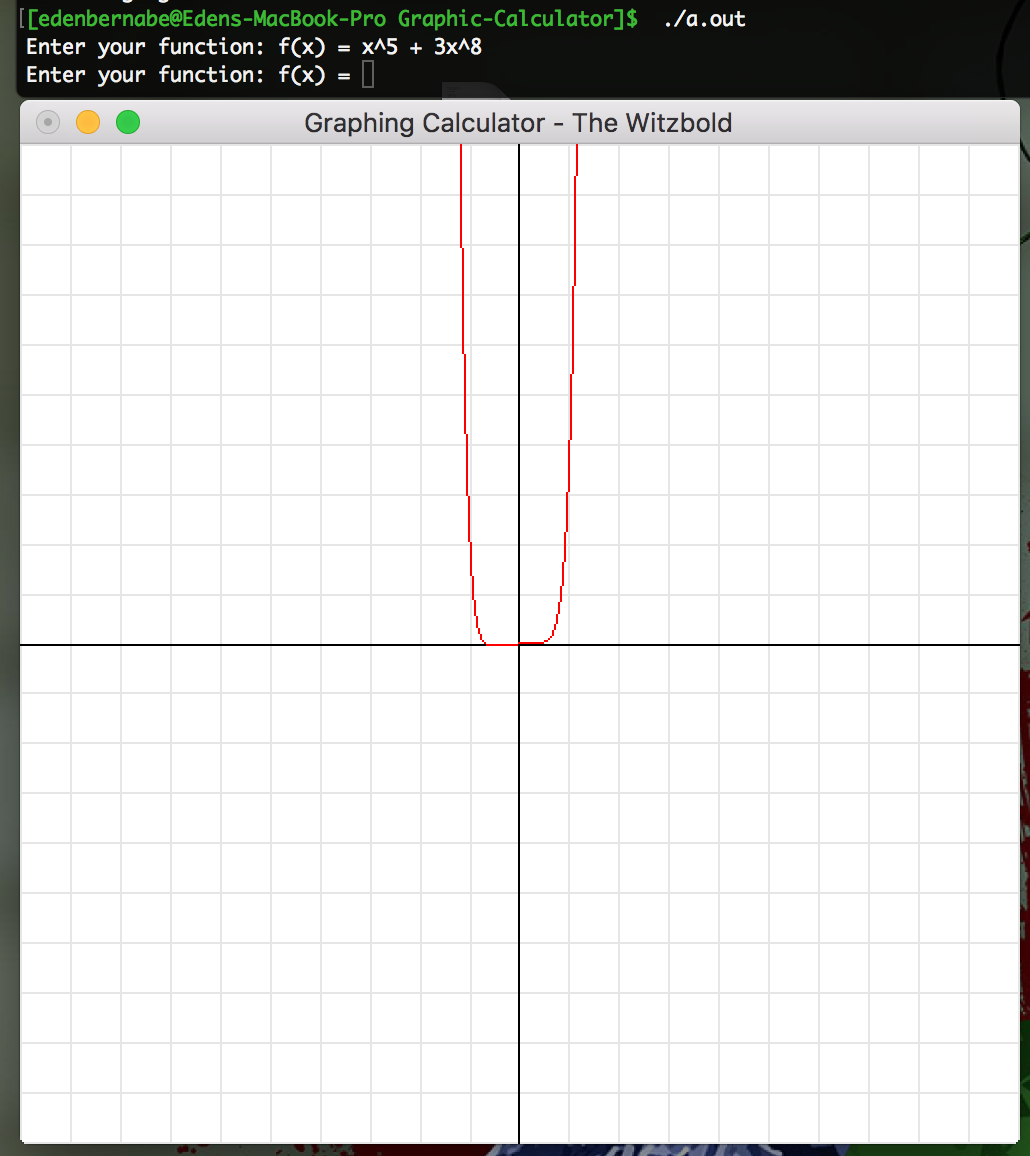 [[edenbernabe@Edens-MacBook-Pro Graphic-Calculator]$  ./a.out
Enter your function: f(x) = x^5 + 3x^8
Enter your function: f(x) =
Graphing Calculator - The Witzbold